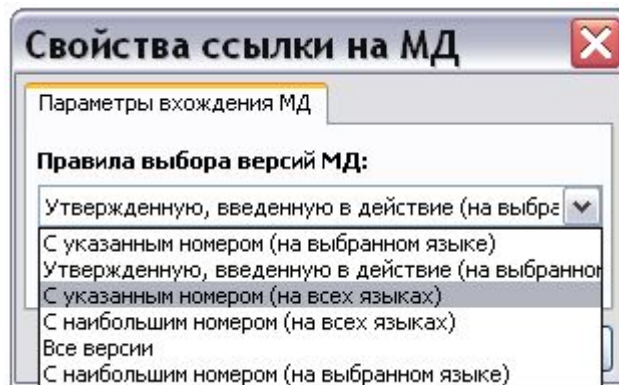 Свойства ссылки на МД
Параметры вхождения МД
Правила выбора версий МД:
Утвержденную, введенную в действие (на выбра
С указанным номером (на выбранном языке)
Утвержденную, введенную в действие (на выбранном
С указанным номером (на всех языках)
С наибольшим номером (на всех языках)
Все версии
С наибольшим номером (на выбранном языке)